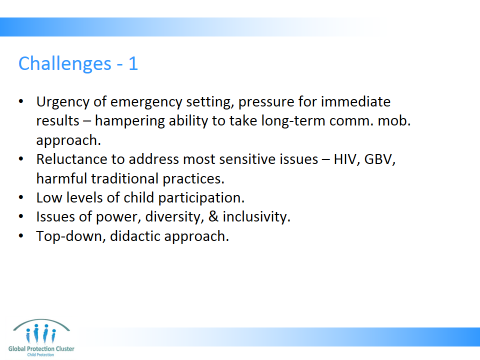 Challenges - 1
• Urgency of emergency setting, pressure for immediate
results – hampering ability to take long-term comm. mob.
approach.
• Reluctance to address most sensitive issues – HIV, GBV,
harmful traditional practices.
• Low levels of child participation.
• Issues of power, diversity, & inclusivity.
• Top-down, didactic approach.
Global Protection Cluster
Child Protection